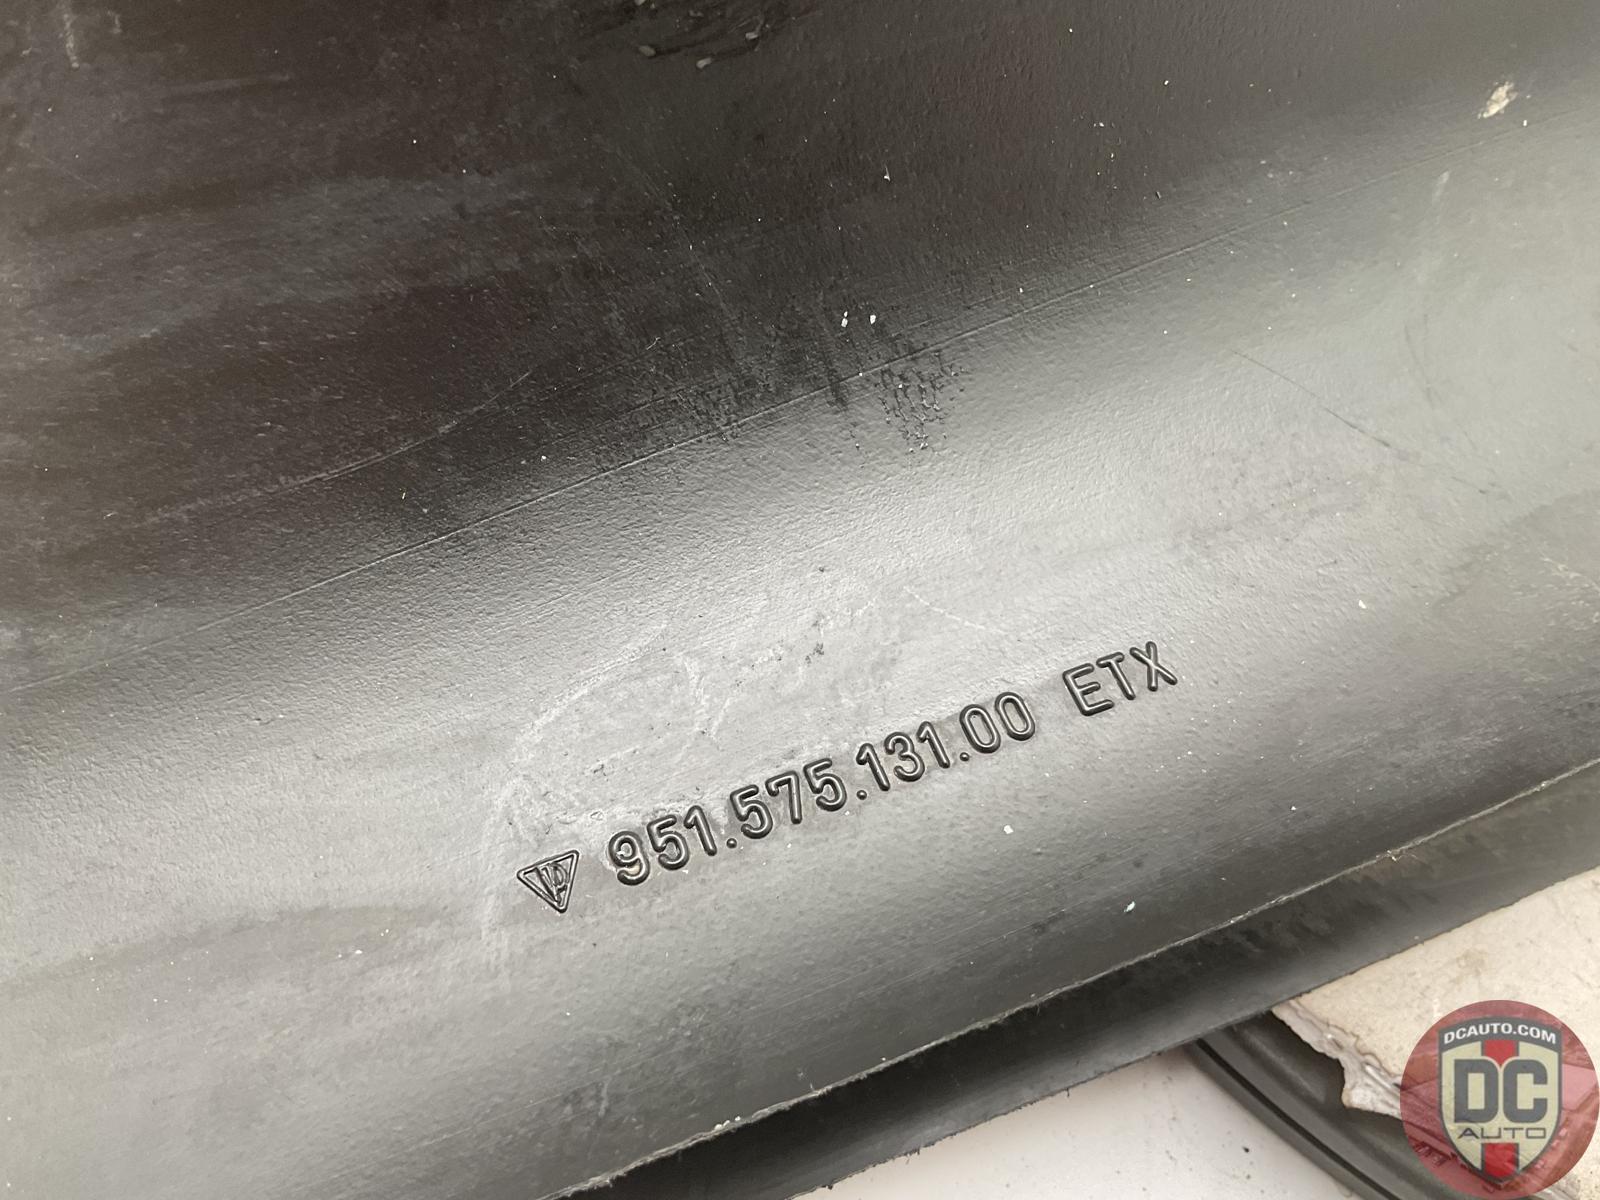 951.575.131.00 ETX
DCAUTO.COM
DC
AUTO